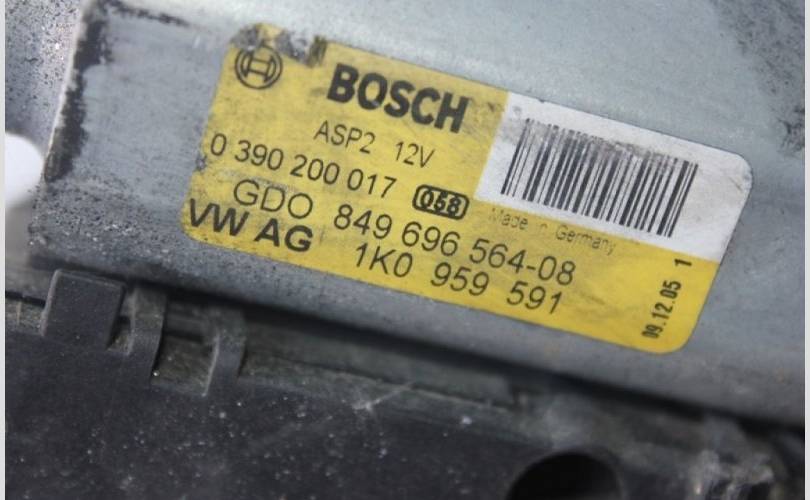 BOSCH
ASP2 12V
0 390 200 017 058
GDO 849 696 564-08
Made in Germany
VW AG 1K0 959 591
09.12.05 1